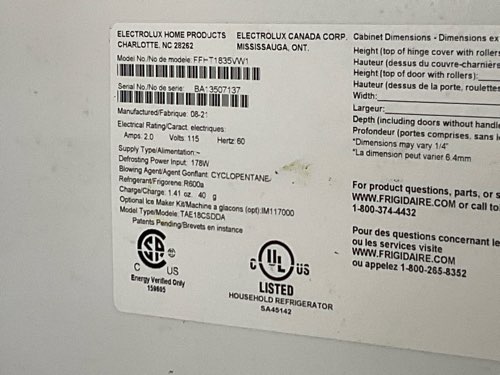 ELECTROLUX HOME PRODUCTS
CHARLOTTE, NC 28262
ELECTROLUX CANADA CORP.
MISSISSAUGA, ONT.
Model No./No de modele: FFHT1835VW1
Serial No./No de serie: BA13507137
Manufactured/Fabrique: 08-21
Electrical Rating/Caract. electriques:
Amps: 2.0 Volts: 115 Hertz: 60
Supply Type/Alimentation:~
Defrosting Power Input: 178W
Blowing Agent/Agent Gonflant: CYCLOPENTANE
Refrigerant/Frigorene: R600a
Charge/Charge: 1.41 oz. 40 g
Optional Ice Maker Kit/Machine a glacons (opt):IM117000
Model Type/Modele: TAE18CSDDA
Patents Pending/Brevets en instance
C US
Energy Verified Only
159665
C UL US
LISTED
HOUSEHOLD REFRIGERATOR
SA45142
Cabinet Dimensions - Dimensions ex
Height (top of hinge cover with rollers)
Hauteur (dessus du couvre-charnière
Height (top of door with rollers):
Hauteur (dessus de la porte, roulettes
Width:
Largeur:
Depth (including doors without handle
Profondeur (portes comprises, sans
*Dimensions may vary 1/4"
*La dimension peut varier 6.4mm
For product questions, parts, or s
WWW.FRIGIDAIRE.COM or call to
1-800-374-4432
Pour des questions concernant le
ou les services visite
WWW.FRIGIDAIRE.COM
ou appelez 1-800-265-8352